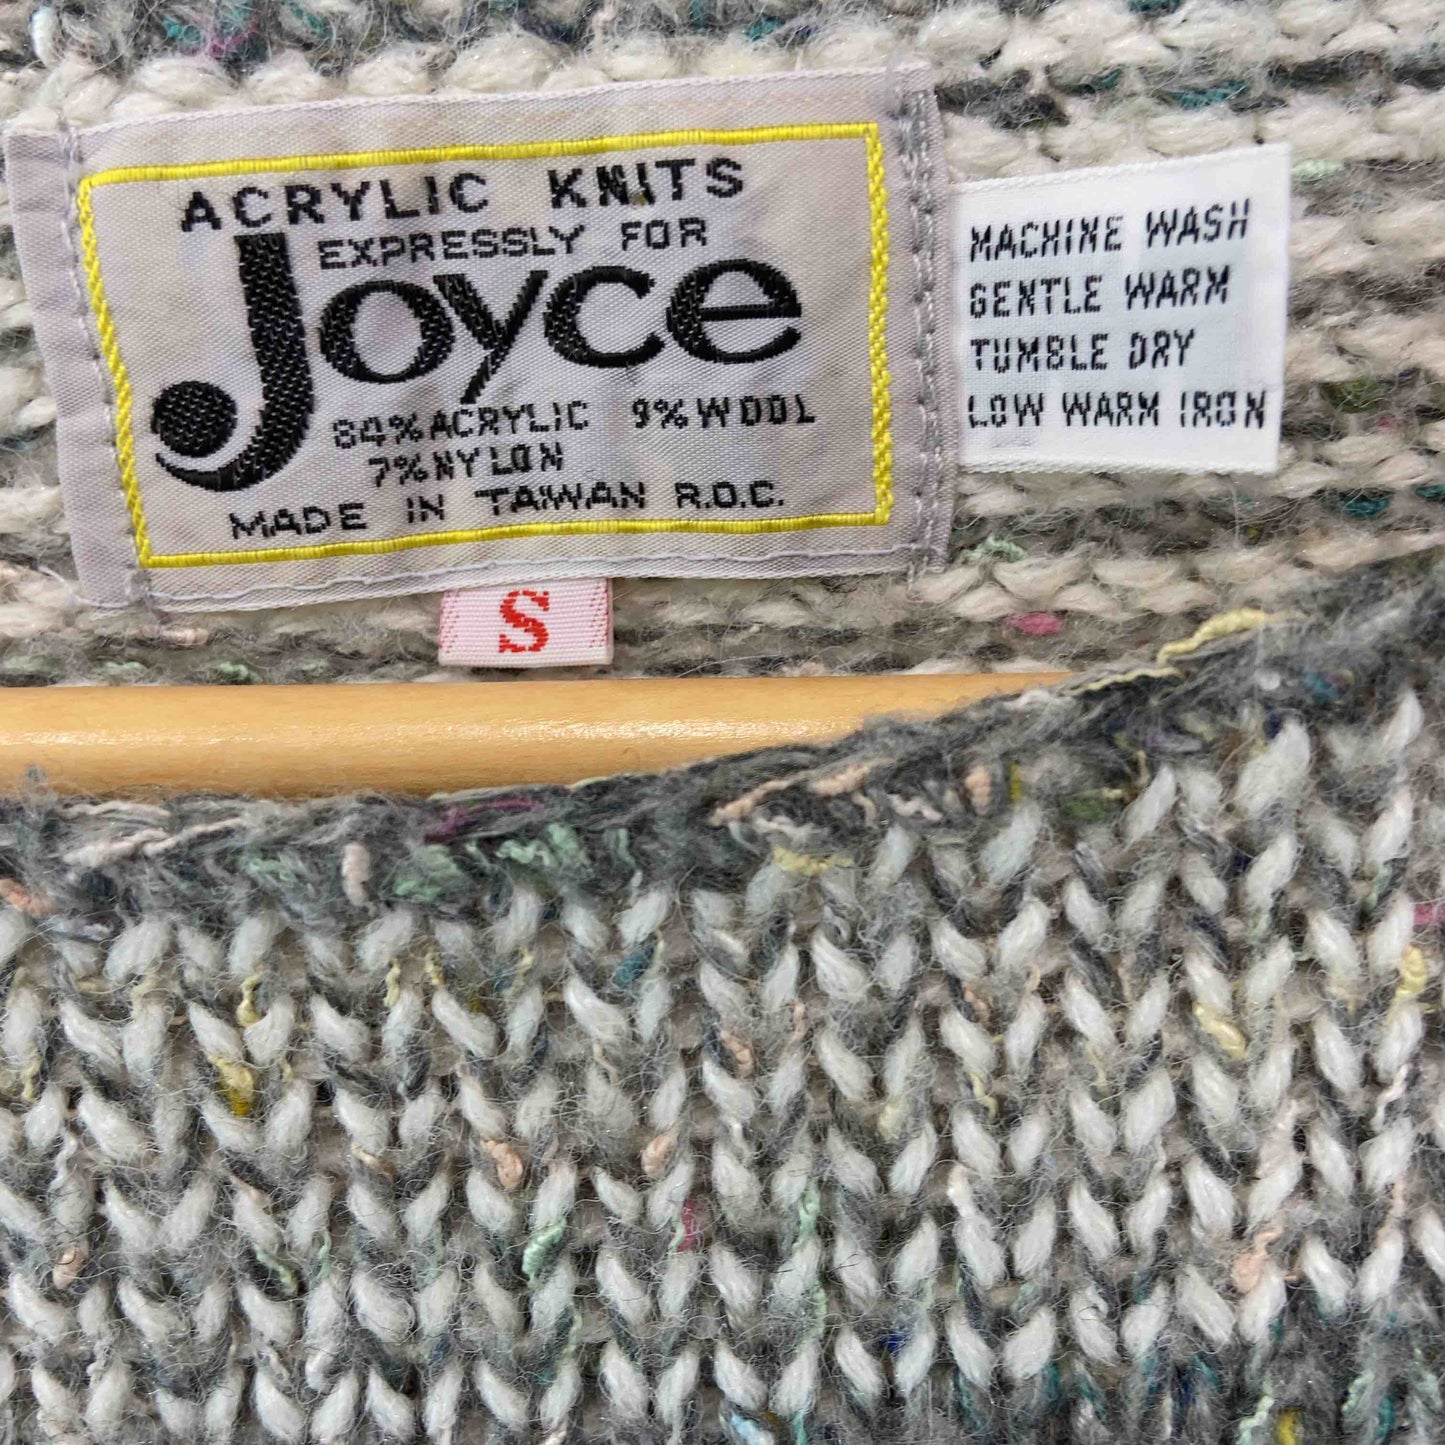 ACRYLIC KNITS
EXPRESSLY FOR
Joyce
84% ACRYLIC 9% WOOL
7% NYLON
MADE IN TAIWAN R.O.C.
S
MACHINE WASH
GENTLE WARM
TUMBLE DRY
LOW WARM IRON